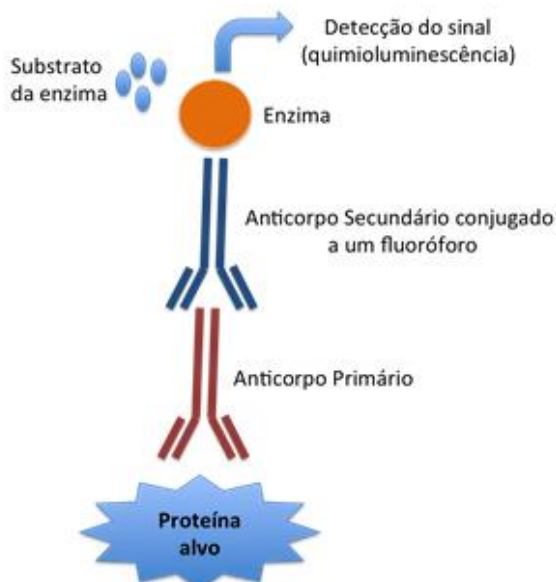 Detecção do sinal
(quimioluminescência)
Substrato
da enzima
Enzima
Anticorpo Secundário conjugado
a um fluoróforo
Anticorpo Primário
Proteína
alvo